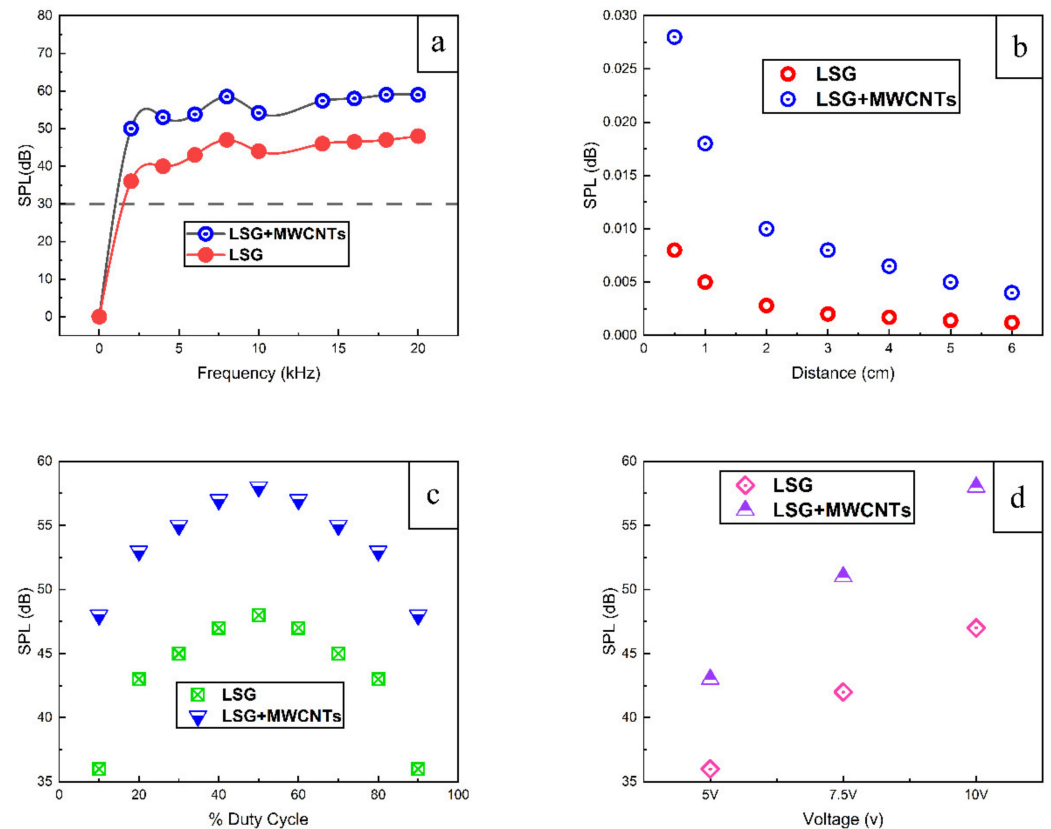 80
70
60
50
40
30
20
10
0
SPL(dB)
a
LSG+MWCNTs
LSG
0 5 10 15 20
Frequency (kHz)
0.030
0.025
0.020
0.015
0.010
0.005
0.000
SPL (dB)
b
LSG
LSG+MWCNTs
0 1 2 3 4 5 6
Distance (cm)
60
55
50
45
40
35
SPL (dB)
c
LSG
LSG+MWCNTs
0 20 40 60 80 100
% Duty Cycle
60
55
50
45
40
35
SPL (dB)
d
LSG
LSG+MWCNTs
5V 7.5V 10V
Voltage (v)